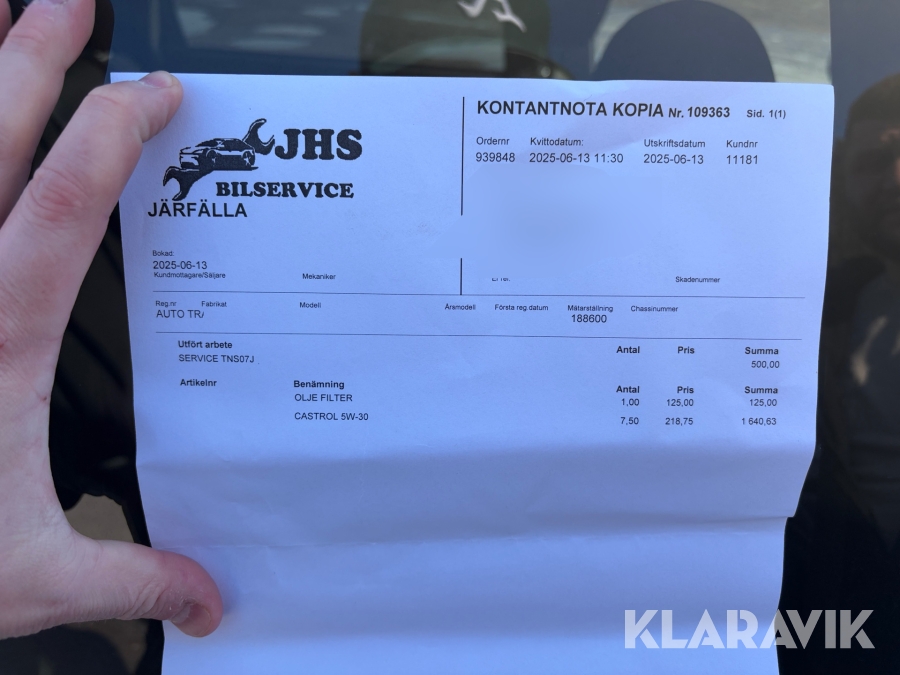 JHS
BILSERVICE
JÄRFÄLLA
KONTANTNOTA KOPIA Nr. 109363 Sid. 1(1)
Ordernr Kvittodatum: Utskriftsdatum Kundnr
939848 2025-06-13 11:30 2025-06-13 11181
Bokad:
2025-06-13
Kundmottagare/Säljare Mekaniker Skadenummer
Reg.nr Fabrikat Modell Årsmodell Första reg.datum Mätarställning Chassinummer
AUTO 188600
Utfört arbete Antal Pris Summa
SERVICE TNS07J 500,00
Artikelnr Benämning Antal Pris Summa
OLJE FILTER 1,00 125,00 125,00
CASTROL 5W-30 7,50 218,75 1 640,63
KLARAVIK